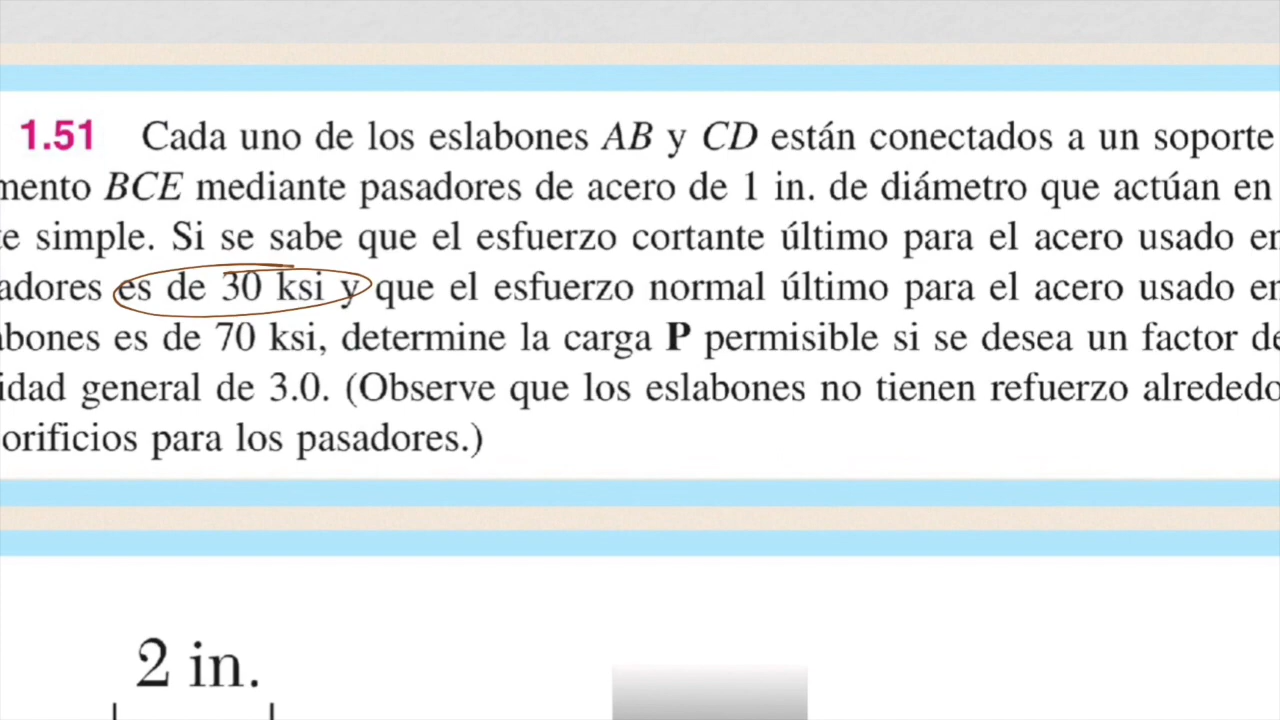 1.51 Cada uno de los eslabones AB y CD están conectados a un soporte
mento BCE mediante pasadores de acero de 1 in. de diámetro que actúan en
te simple. Si se sabe que el esfuerzo cortante último para el acero usado en
adores es de 30 ksi y que el esfuerzo normal último para el acero usado en
abones es de 70 ksi, determine la carga P permisible si se desea un factor de
idad general de 3.0. (Observe que los eslabones no tienen refuerzo alrededo
orificios para los pasadores.)
2 in.